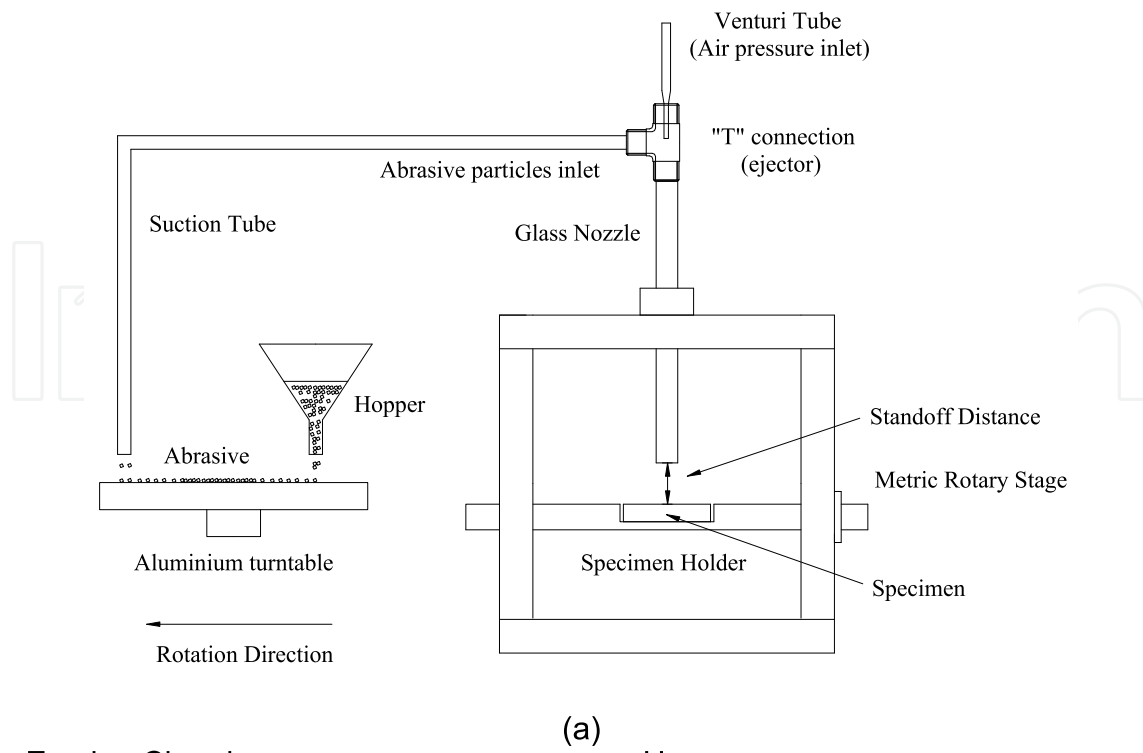 Venturi Tube
(Air pressure inlet)
"T" connection
(ejector)
Abrasive particles inlet
Suction Tube
Glass Nozzle
Hopper
Standoff Distance
Abrasive
Metric Rotary Stage
Aluminium turntable
Specimen Holder
Specimen
Rotation Direction
(a)